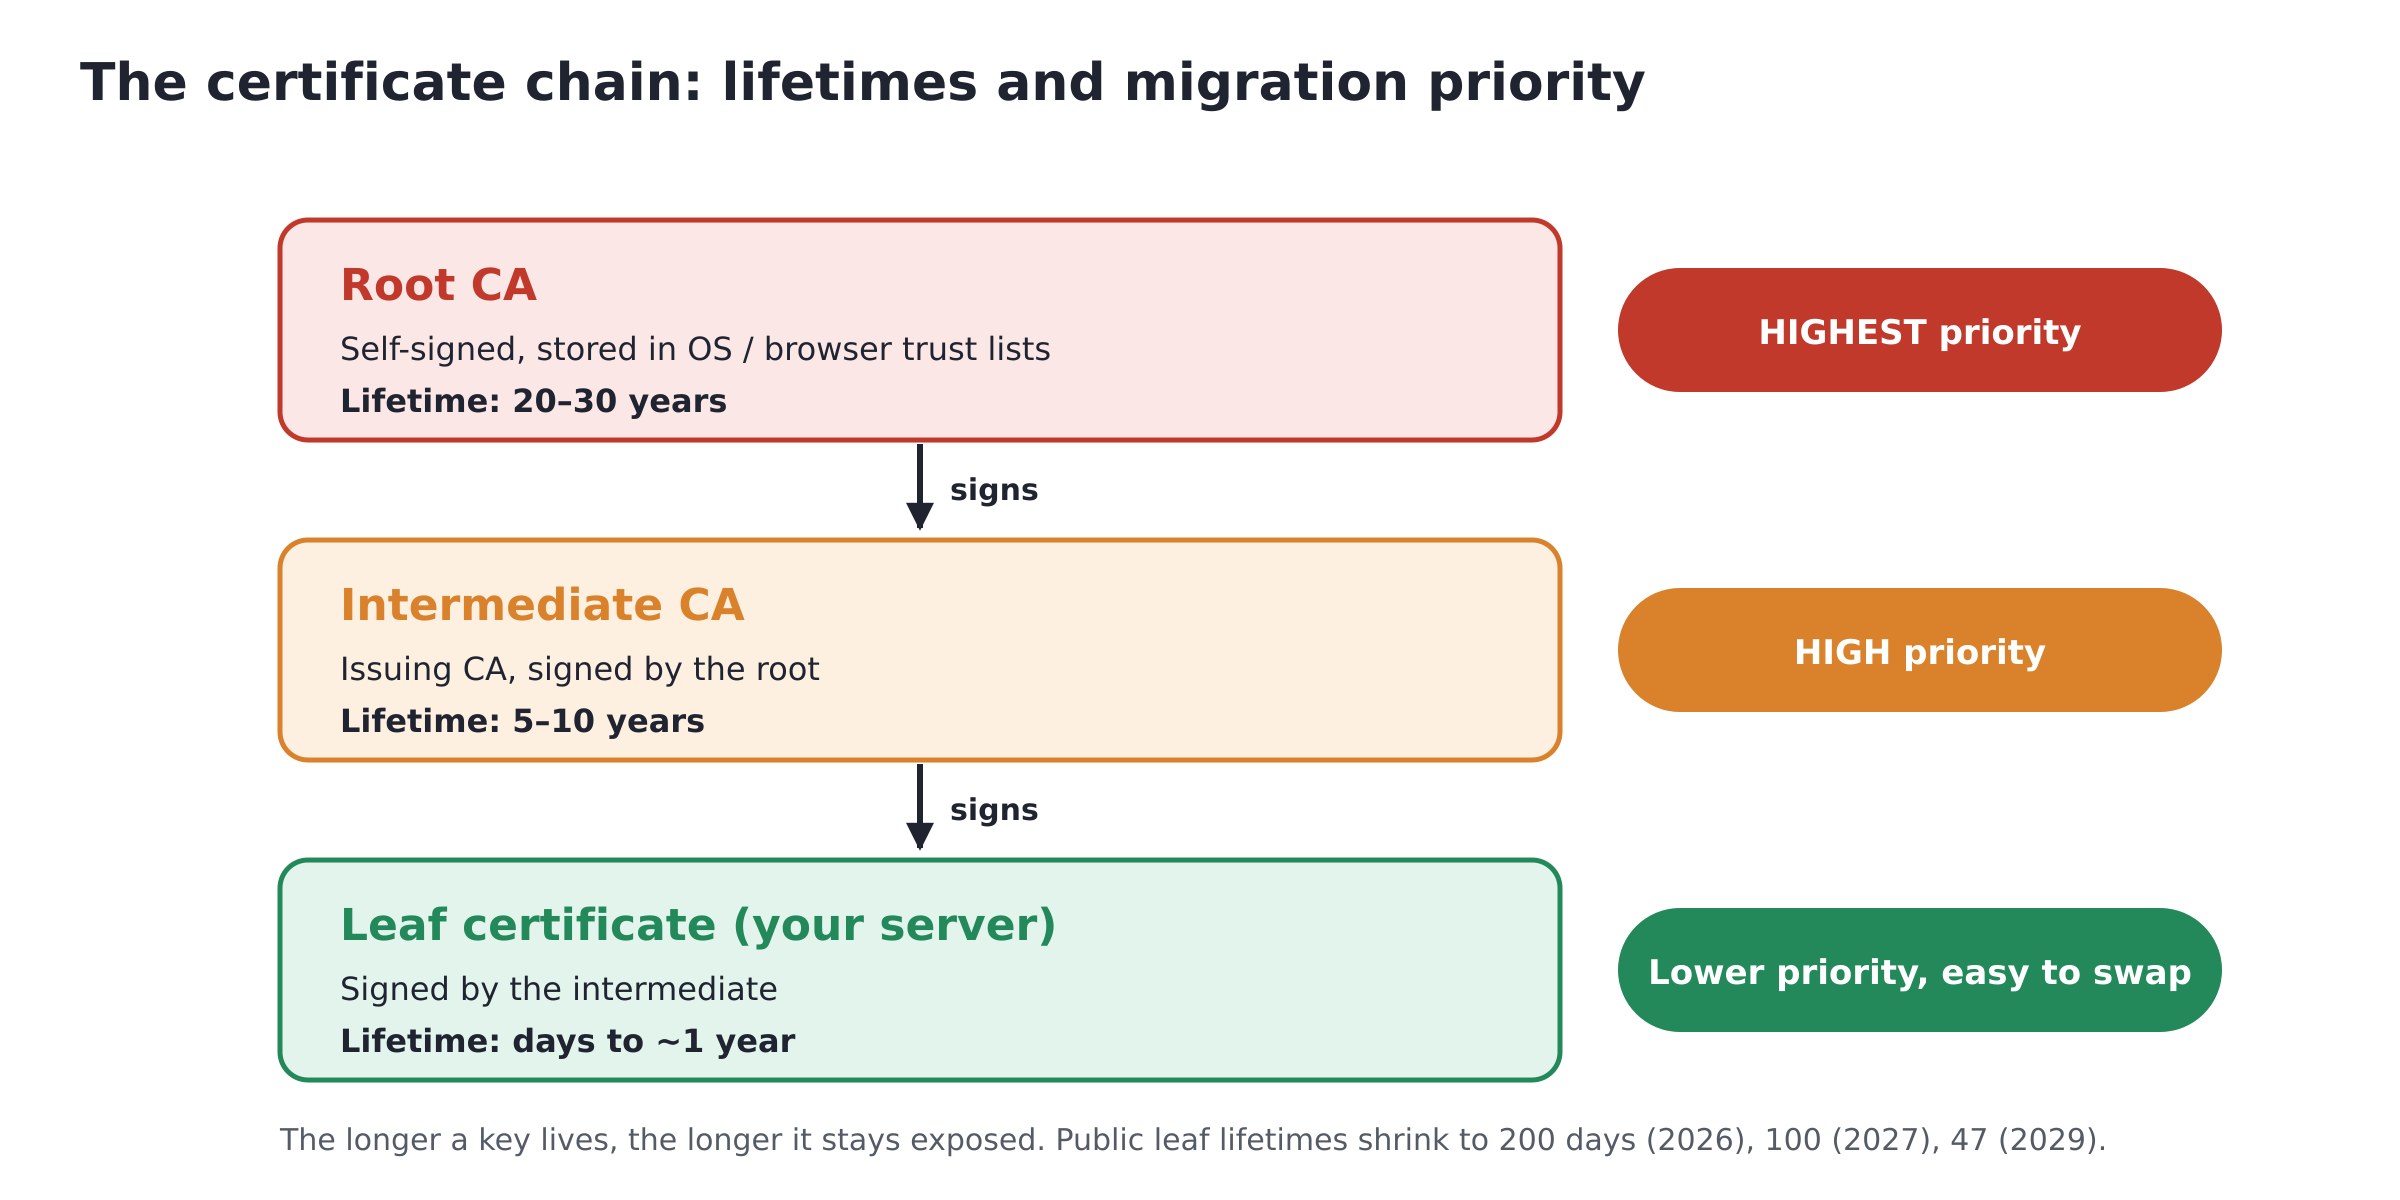 The certificate chain: lifetimes and migration priority
Root CA
Self-signed, stored in OS / browser trust lists
Lifetime: 20–30 years
HIGHEST priority
signs
Intermediate CA
Issuing CA, signed by the root
Lifetime: 5–10 years
HIGH priority
signs
Leaf certificate (your server)
Signed by the intermediate
Lifetime: days to ~1 year
Lower priority, easy to swap
The longer a key lives, the longer it stays exposed. Public leaf lifetimes shrink to 200 days (2026), 100 (2027), 47 (2029).